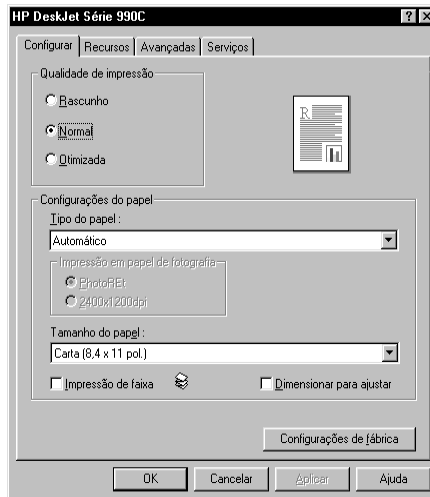 HP DeskJet Série 990C
Configurar Recursos Avançadas Serviços
Qualidade de impressão
Rascunho
Normal
Otimizada
R
Configurações do papel
Tipo do papel :
Automático
Impressão em papel de fotografia
PhotoREt
2400x1200dpi
Tamanho do papel :
Carta (8,4 x 11 pol.)
Impressão de faixa Dimensionar para ajustar
Configurações de fábrica
OK Cancelar Aplicar Ajuda